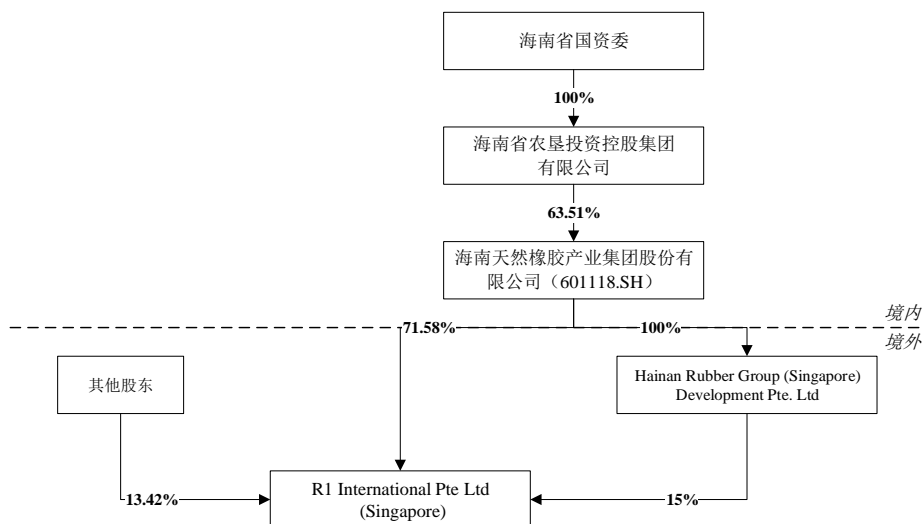 海南省国资委
100%
海南省农垦投资控股集团
有限公司
63.51%
海南天然橡胶产业集团股份有
限公司（601118.SH）
境内
71.58%
100%
境外
其他股东
Hainan Rubber Group (Singapore)
Development Pte. Ltd
13.42%
R1 International Pte Ltd
(Singapore)
15%